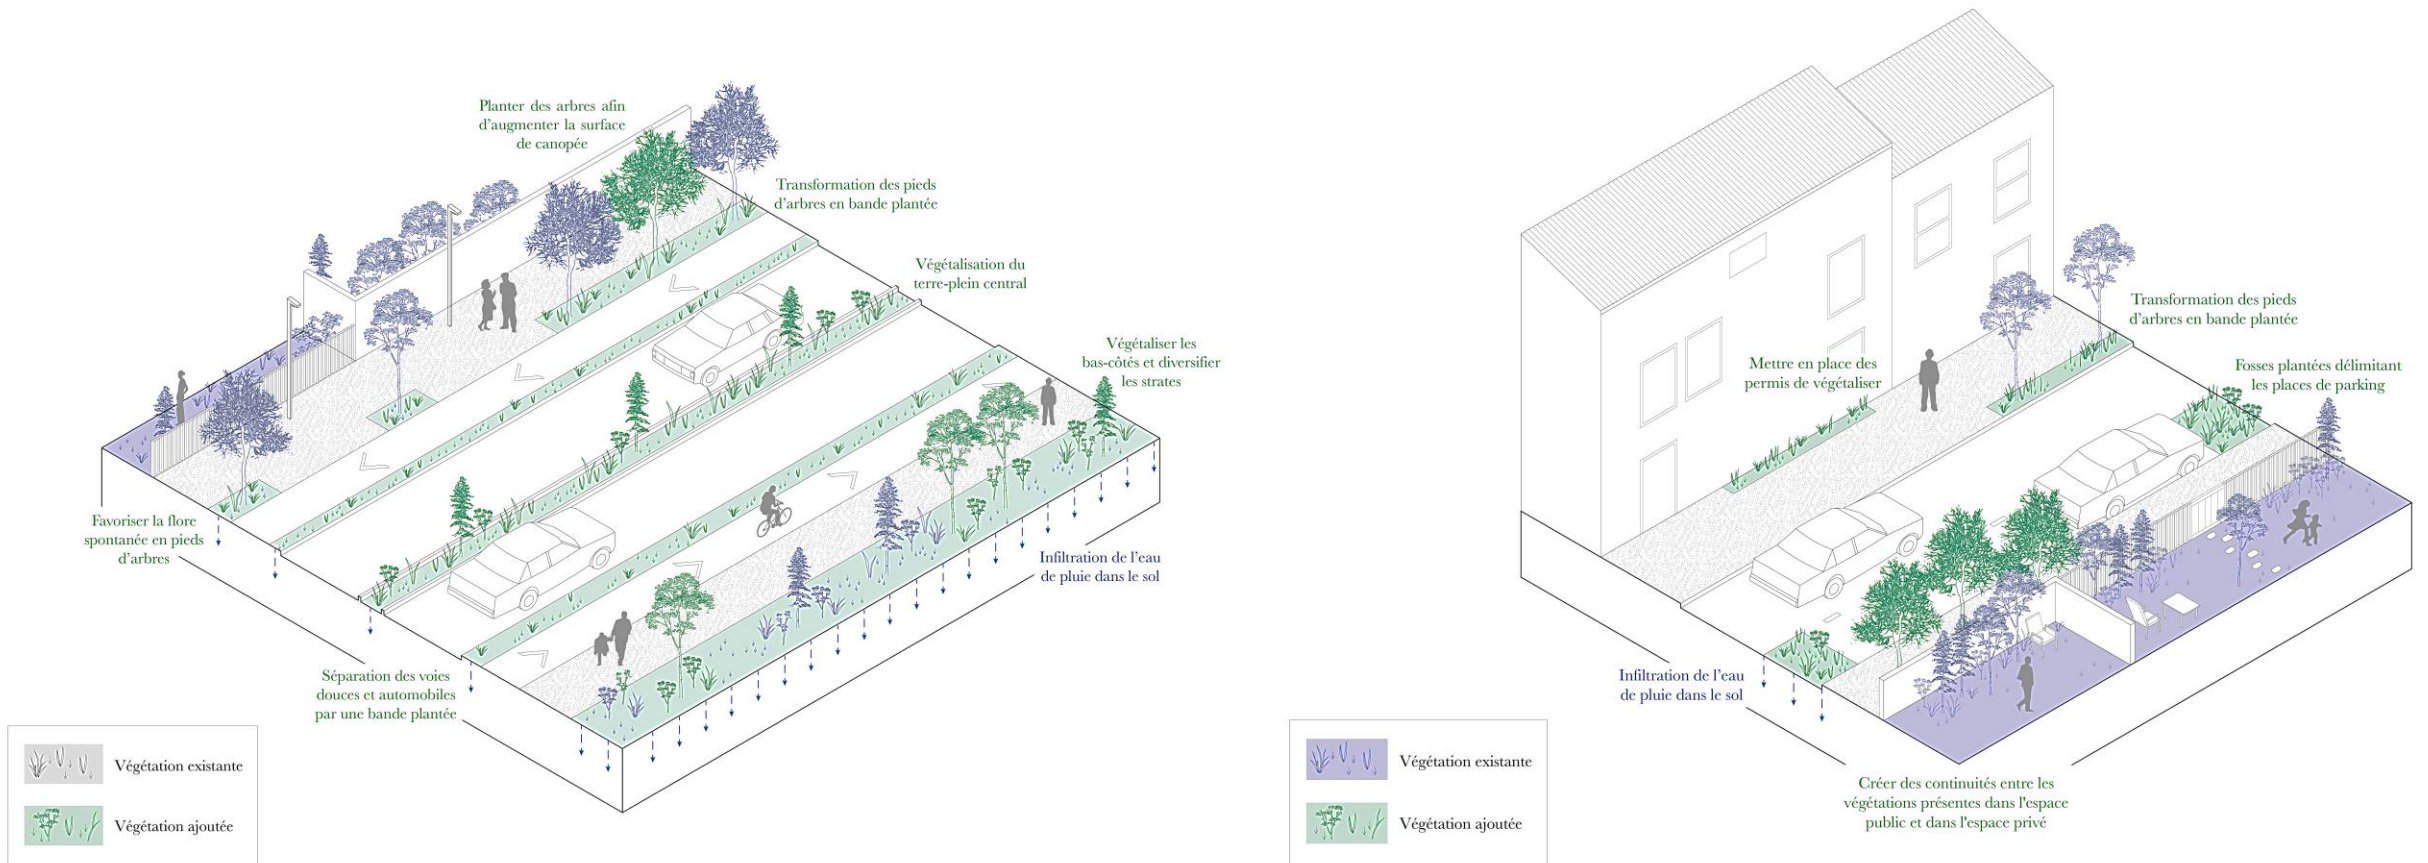 Planter des arbres afin
d'augmenter la surface
de canopée
Transformation des pieds
d'arbres en bande plantée
Végétalisation du
terre-plein central
Végétaliser les
bas-côtés et diversifier
les strates
Favoriser la flore
spontanée en pieds
d'arbres
Infiltration de l'eau
de pluie dans le sol
Séparation des voies
douces et automobiles
par une bande plantée
Végétation existante
Végétation ajoutée
Transformation des pieds
d'arbres en bande plantée
Mettre en place des
permis de végétaliser
Fosses plantées délimitant
les places de parking
Infiltration de l'eau
de pluie dans le sol
Créer des continuités entre les
végétations présentes dans l'espace
public et dans l'espace privé
Végétation existante
Végétation ajoutée